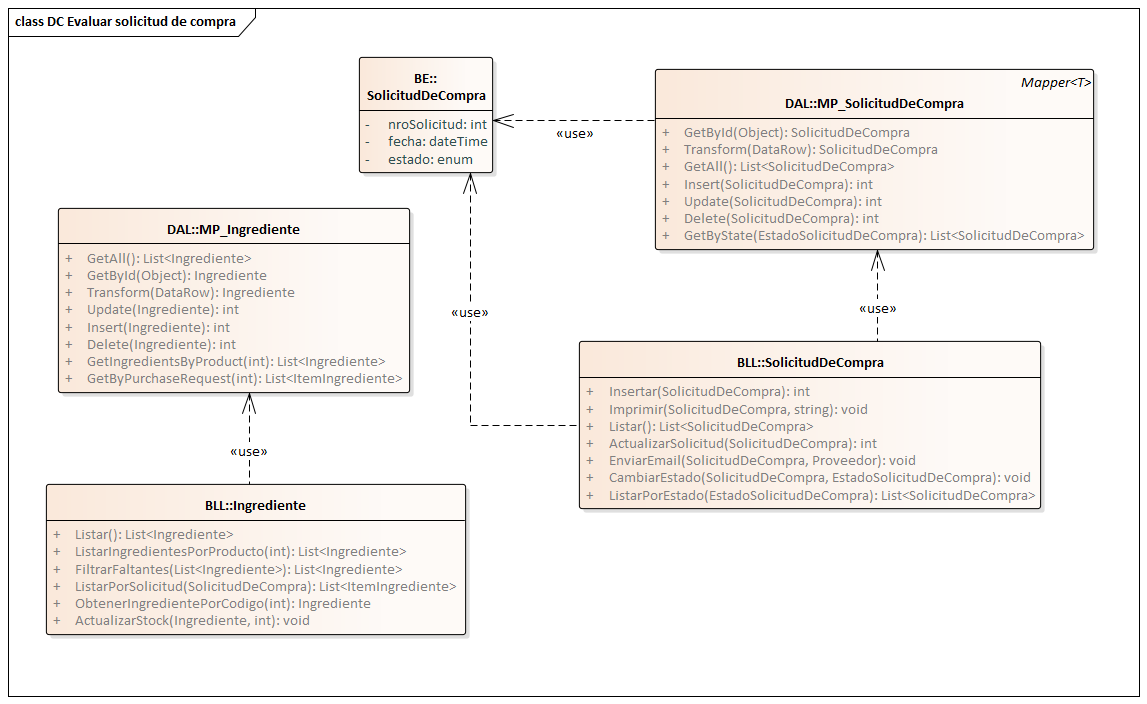 class DC Evaluar solicitud de compra
BE::
SolicitudDeCompra
- nroSolicitud: int
- fecha: dateTime
- estado: enum
«use»
Mapper<T>
DAL::MP_SolicitudDeCompra
+ GetById(Object): SolicitudDeCompra
+ Transform(DataRow): SolicitudDeCompra
+ GetAll(): List<SolicitudDeCompra>
+ Insert(SolicitudDeCompra): int
+ Update(SolicitudDeCompra): int
+ Delete(SolicitudDeCompra): int
+ GetByState(EstadoSolicitudDeCompra): List<SolicitudDeCompra>
DAL::MP_Ingrediente
+ GetAll(): List<Ingrediente>
+ GetById(Object): Ingrediente
+ Transform(DataRow): Ingrediente
+ Update(Ingrediente): int
+ Insert(Ingrediente): int
+ Delete(Ingrediente): int
+ GetIngredientsByProduct(int): List<Ingrediente>
+ GetByPurchaseRequest(int): List<ItemIngrediente>
«use»
«use»
BLL::SolicitudDeCompra
+ Insertar(SolicitudDeCompra): int
+ Imprimir(SolicitudDeCompra, string): void
+ Listar(): List<SolicitudDeCompra>
+ ActualizarSolicitud(SolicitudDeCompra): int
+ EnviarEmail(SolicitudDeCompra, Proveedor): void
+ CambiarEstado(SolicitudDeCompra, EstadoSolicitudDeCompra): void
+ ListarPorEstado(EstadoSolicitudDeCompra): List<SolicitudDeCompra>
«use»
BLL::Ingrediente
+ Listar(): List<Ingrediente>
+ ListarIngredientesPorProducto(int): List<Ingrediente>
+ FiltrarFaltantes(List<Ingrediente>): List<Ingrediente>
+ ListarPorSolicitud(SolicitudDeCompra): List<ItemIngrediente>
+ ObtenerIngredientePorCodigo(int): Ingrediente
+ ActualizarStock(Ingrediente, int): void